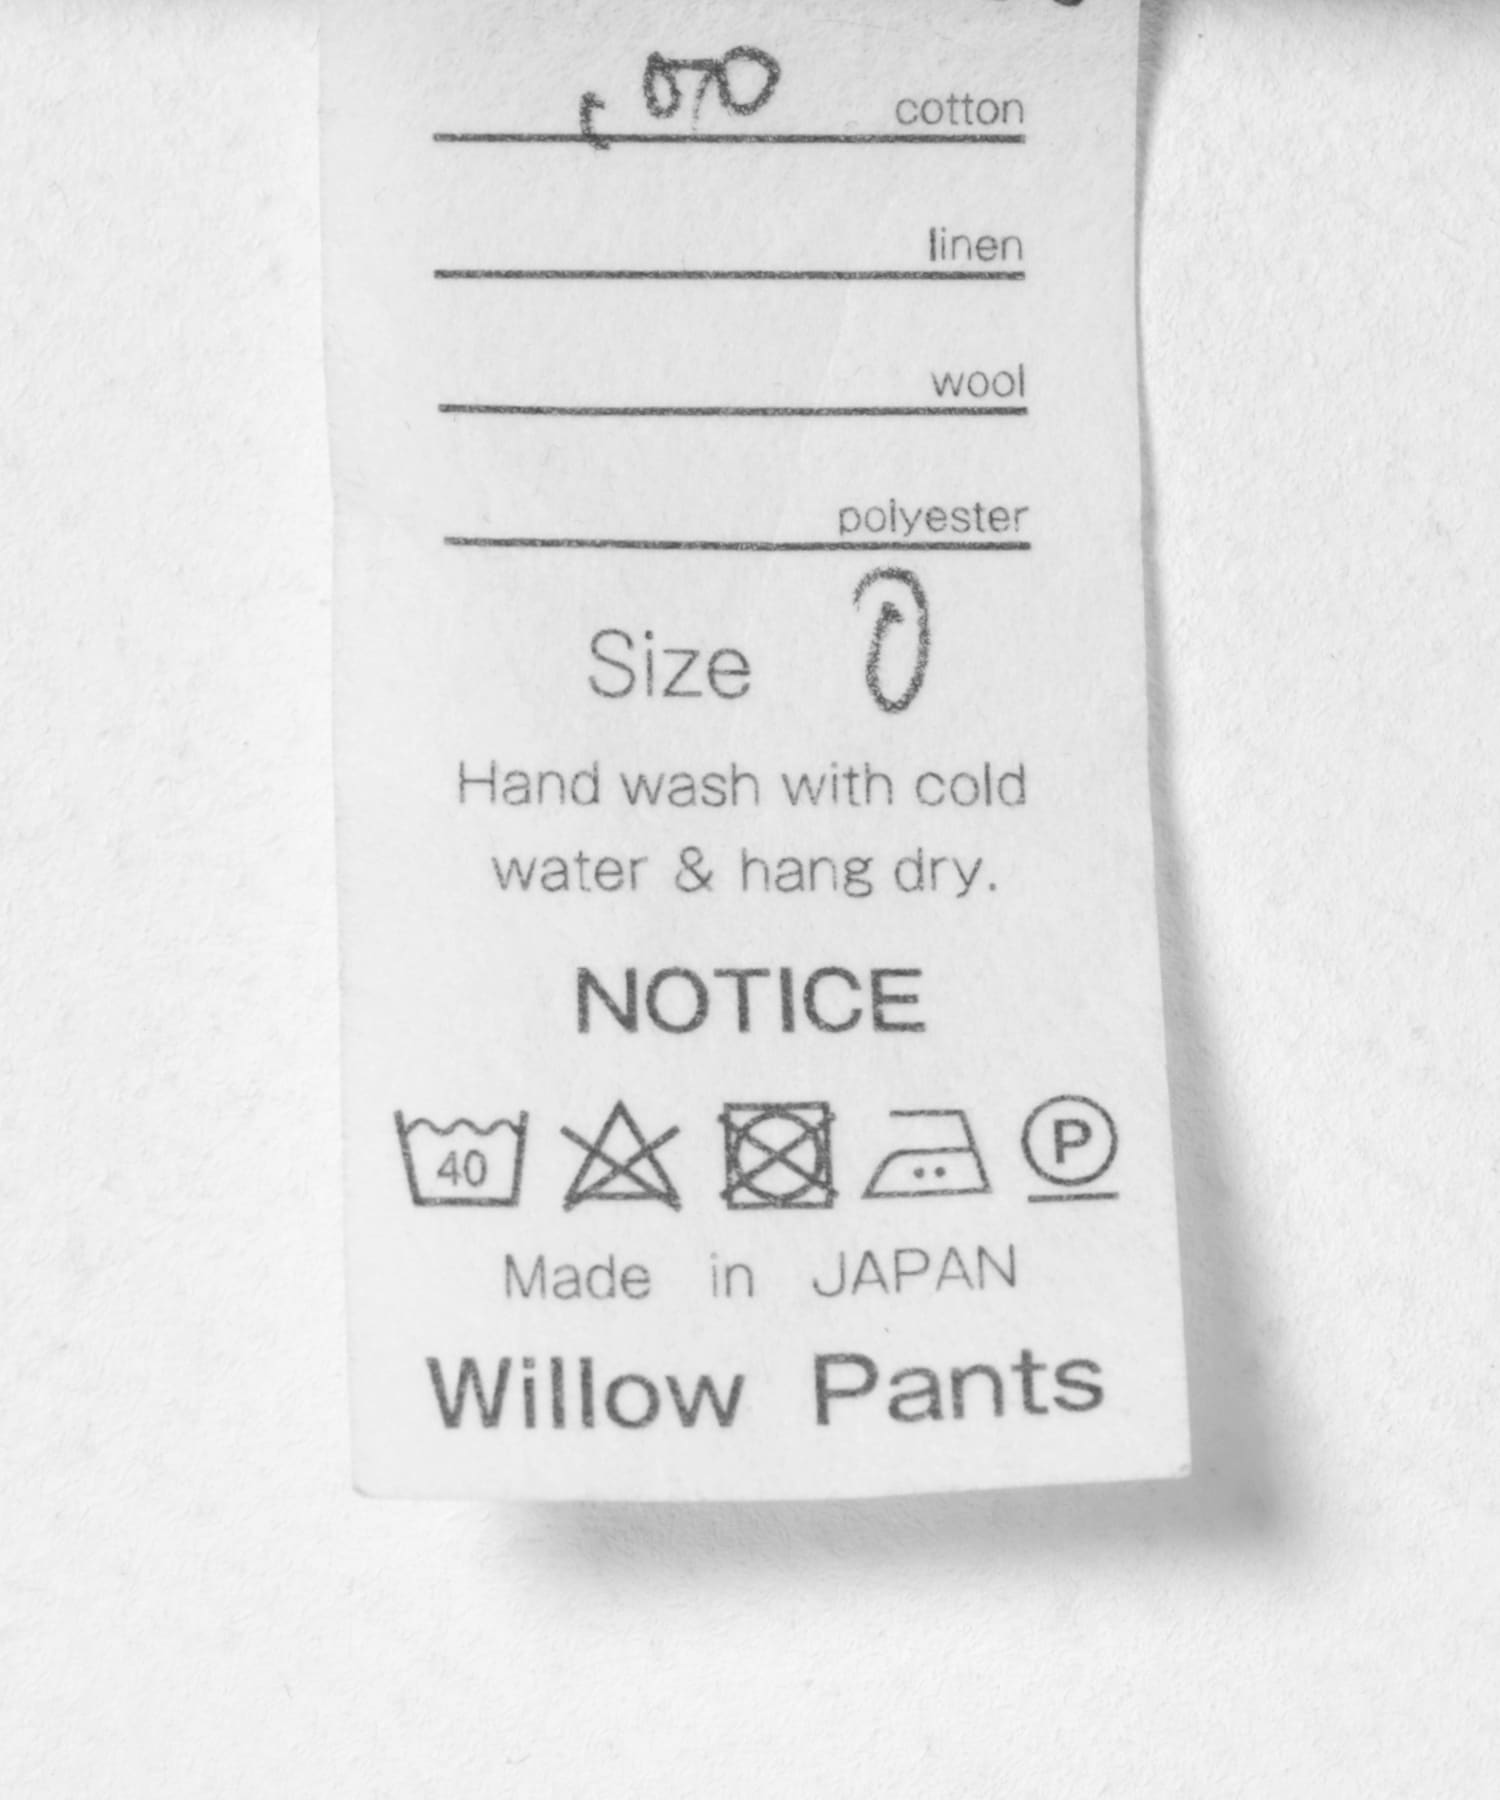 100 cotton
linen
wool
polyester
Size 0
Hand wash with cold
water & hang dry.
NOTICE
40 P
Made in JAPAN
Willow Pants